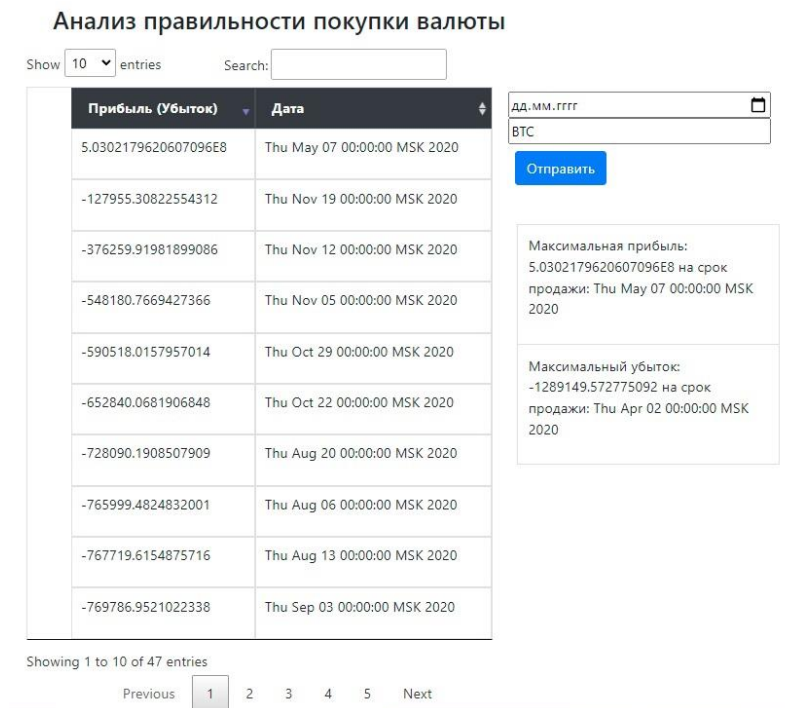 Анализ правильности покупки валюты
Show 10 entries Search:
Прибыль (Убыток) Дата
5.0302179620607096E8 Thu May 07 00:00:00 MSK 2020
-127955.30822554312 Thu Nov 19 00:00:00 MSK 2020
-376259.91981899086 Thu Nov 12 00:00:00 MSK 2020
-548180.7669427366 Thu Nov 05 00:00:00 MSK 2020
-590518.0157957014 Thu Oct 29 00:00:00 MSK 2020
-652840.0681906848 Thu Oct 22 00:00:00 MSK 2020
-728090.1908507909 Thu Aug 20 00:00:00 MSK 2020
-765999.4824832001 Thu Aug 06 00:00:00 MSK 2020
-767719.6154875716 Thu Aug 13 00:00:00 MSK 2020
-769786.9521022338 Thu Sep 03 00:00:00 MSK 2020
Showing 1 to 10 of 47 entries
Previous 1 2 3 4 5 Next
дд.мм.гггг
BTC
Отправить
Максимальная прибыль:
5.0302179620607096E8 на срок
продажи: Thu May 07 00:00:00 MSK
2020
Максимальный убыток:
-1289149.572775092 на срок
продажи: Thu Apr 02 00:00:00 MSK
2020